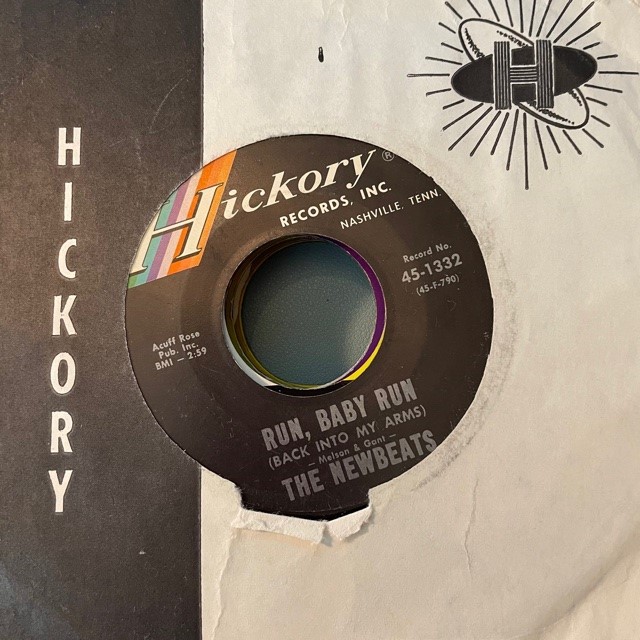 HICKORY
H
Hickory®
RECORDS, INC.
NASHVILLE, TENN.
Record No.
45-1332
(45-F-790)
Acuff Rose
Pub. Inc.
BMI — 2:59
RUN, BABY RUN
(BACK INTO MY ARMS)
— Melson & Gant —
THE NEWBEATS